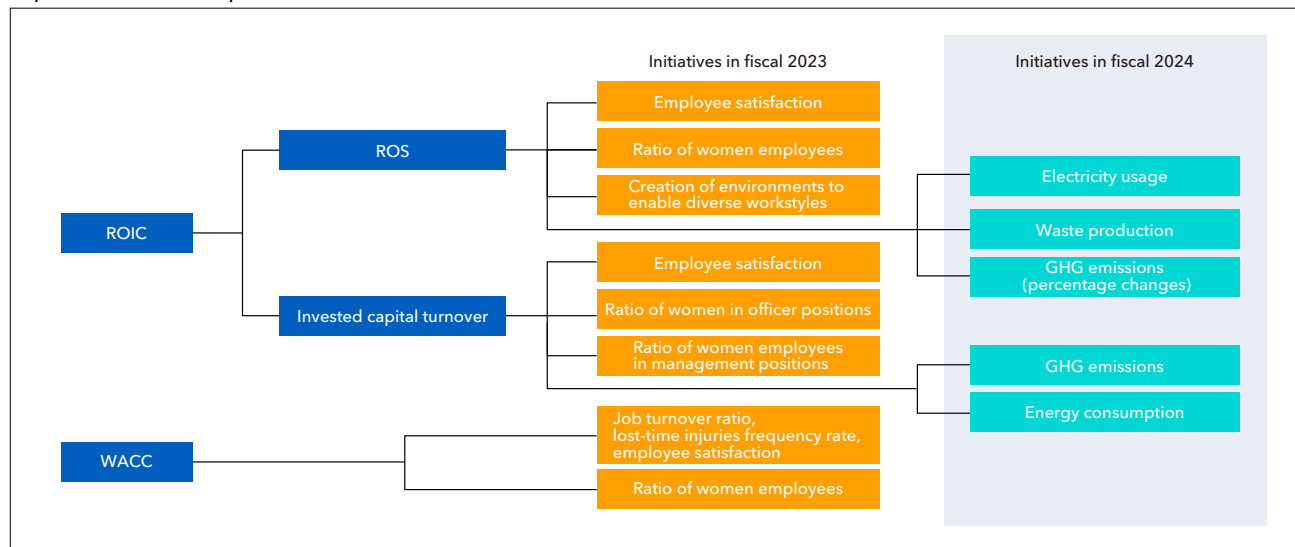 Initiatives in fiscal 2023
Initiatives in fiscal 2024
Employee satisfaction
ROS
Ratio of women employees
Creation of environments to
enable diverse workstyles
Electricity usage
Waste production
GHG emissions
(percentage changes)
ROIC
Employee satisfaction
Invested capital turnover
Ratio of women in officer positions
Ratio of women employees
in management positions
GHG emissions
Energy consumption
WACC
Job turnover ratio,
lost-time injuries frequency rate,
employee satisfaction
Ratio of women employees